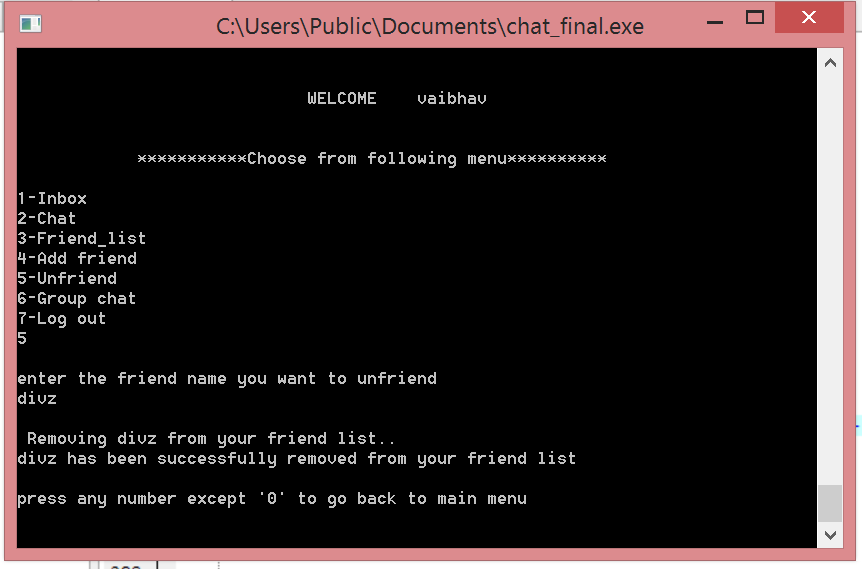 C:\Users\Public\Documents\chat_final.exe
WELCOME vaibhav
***********Choose from following menu**********
1-Inbox
2-Chat
3-Friend_list
4-Add friend
5-Unfriend
6-Group chat
7-Log out
5
enter the friend name you want to unfriend
divz
Removing divz from your friend list..
divz has been successfully removed from your friend list
press any number except '0' to go back to main menu